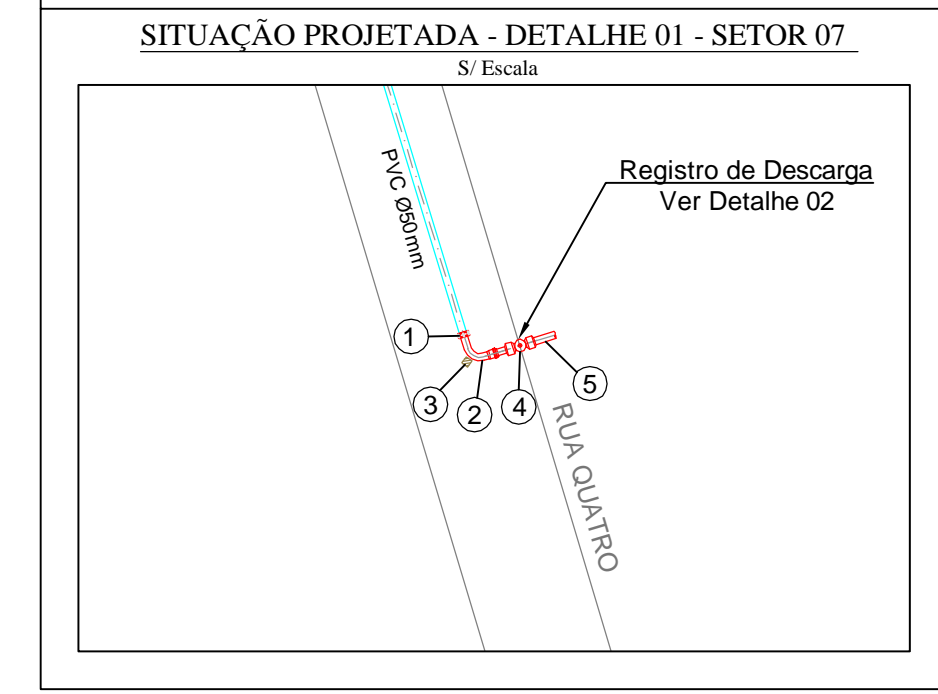 SITUAÇÃO PROJETADA - DETALHE 01 - SETOR 07
S/ Escala
PVC Ø50mm
Registro de Descarga
Ver Detalhe 02
1
3
2
4
5
RUA QUATRO